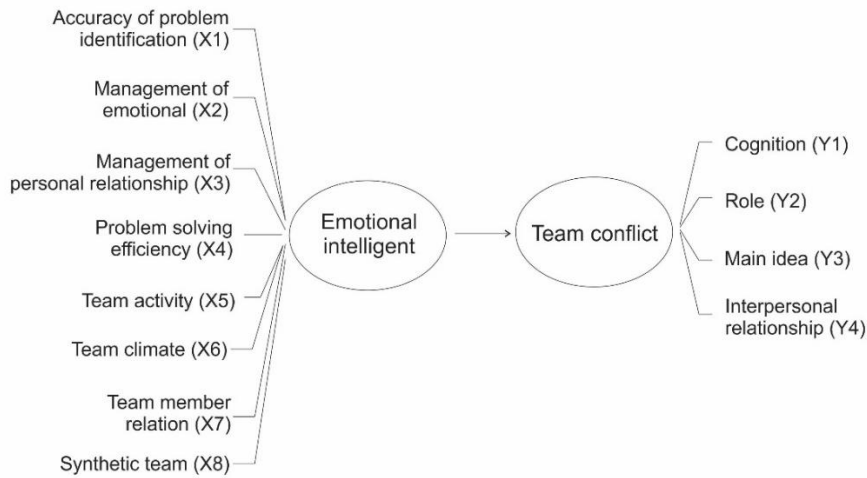 Accuracy of problem
identification (X1)
Management of
emotional (X2)
Management of
personal relationship (X3)
Problem solving
efficiency (X4)
Team activity (X5)
Team climate (X6)
Team member
relation (X7)
Synthetic team (X8)
Emotional
intelligent
Team conflict
Cognition (Y1)
Role (Y2)
Main idea (Y3)
Interpersonal
relationship (Y4)